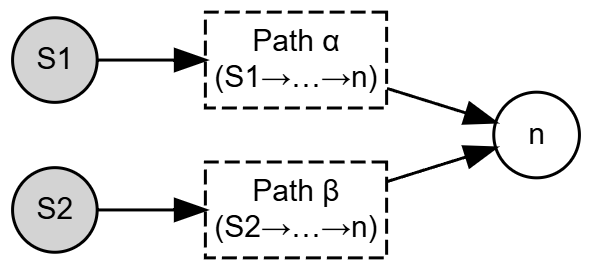 S1
Path α
(S1→…→n)
n
S2
Path β
(S2→…→n)